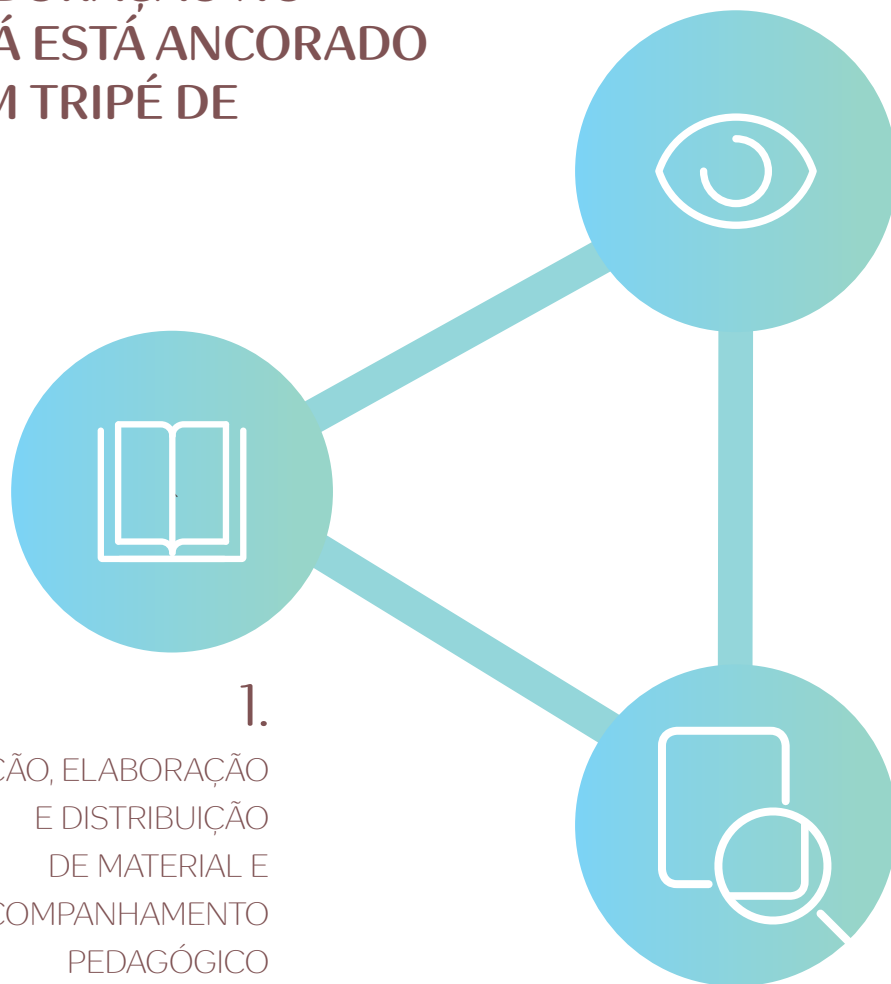 Á ESTÁ ANCORADO
M TRIPÉ DE
1.
ÇÃO, ELABORAÇÃO
E DISTRIBUIÇÃO
DE MATERIAL E
COMPANHAMENTO
PEDAGÓGICO